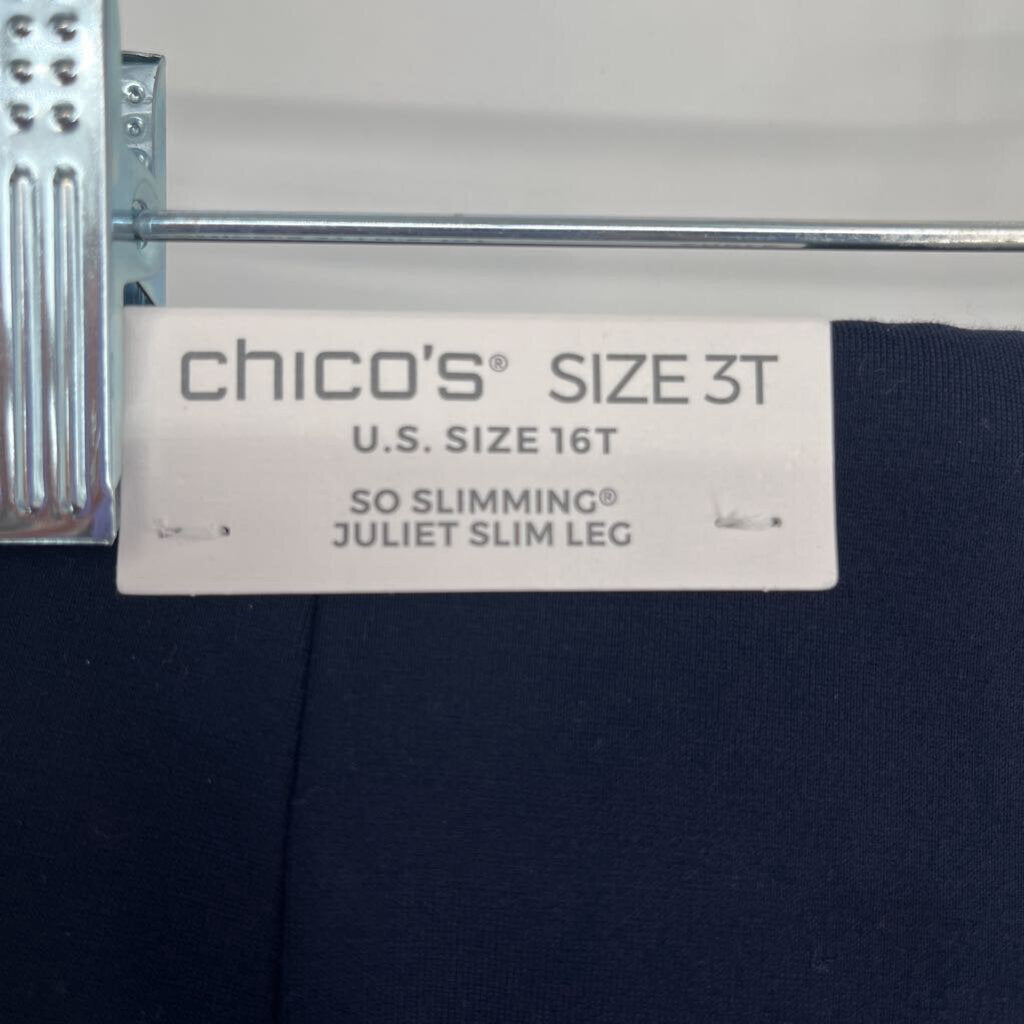 chico's® SIZE 3T
U.S. SIZE 16T
SO SLIMMING®
JULIET SLIM LEG